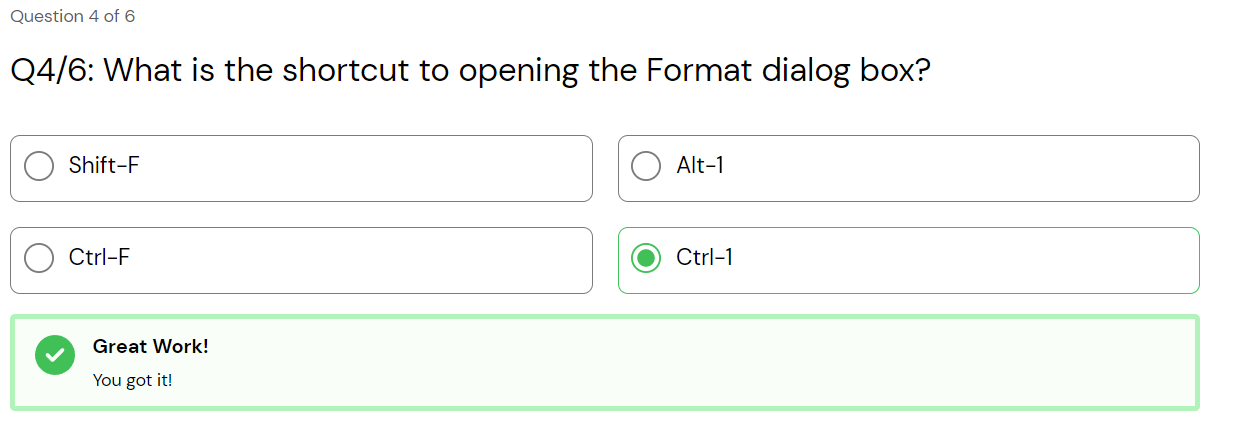 Question 4 of 6
Q4/6: What is the shortcut to opening the Format dialog box?
Shift-F
Alt-1
Ctrl-F
Ctrl-1
Great Work!
You got it!